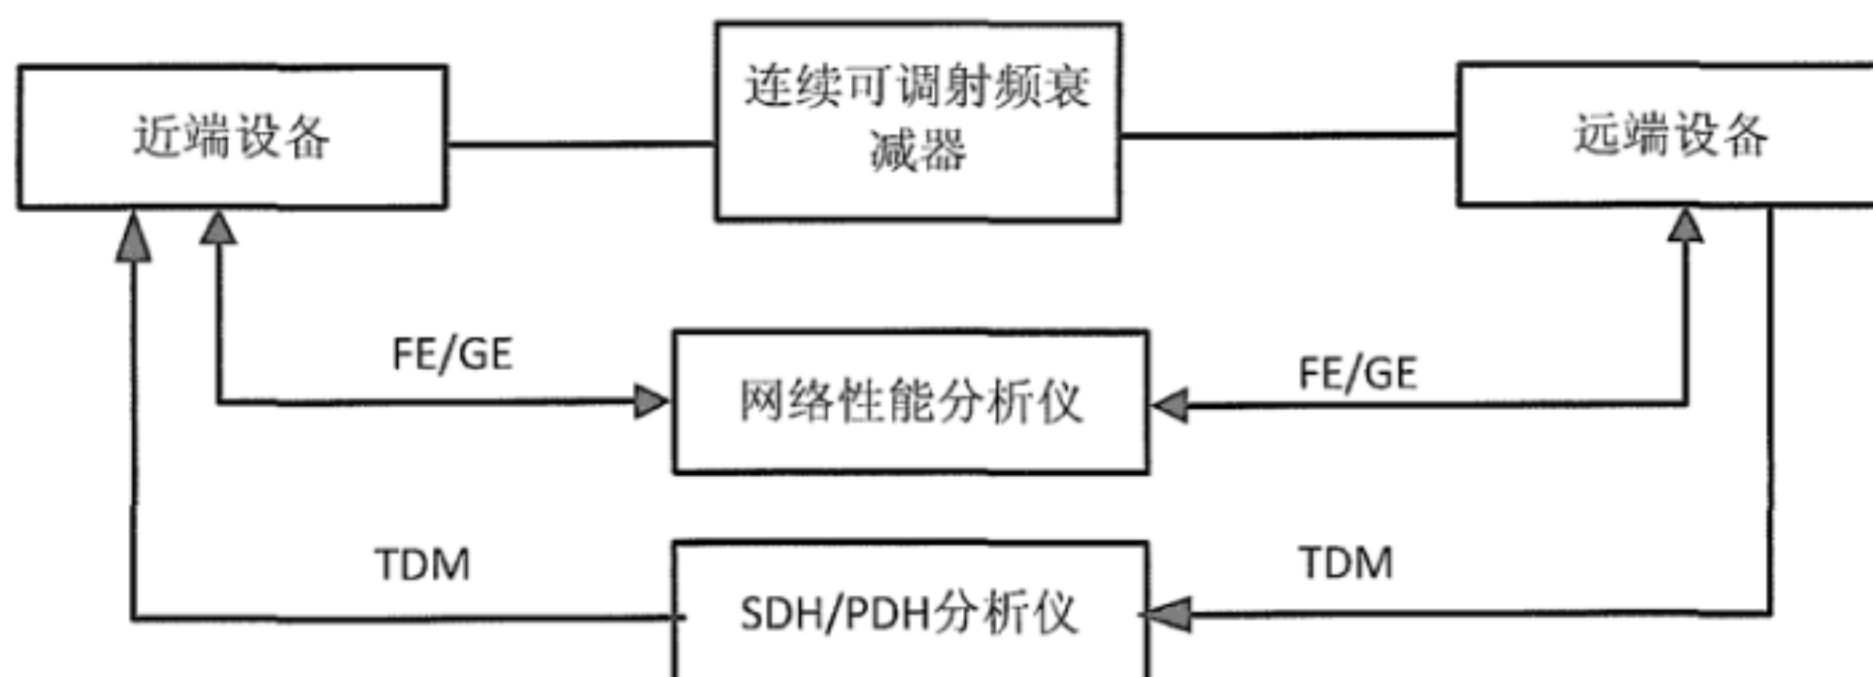 近端设备
连续可调射频衰
减器
远端设备
FE/GE
网络性能分析仪
FE/GE
TDM
SDH/PDH分析仪
TDM